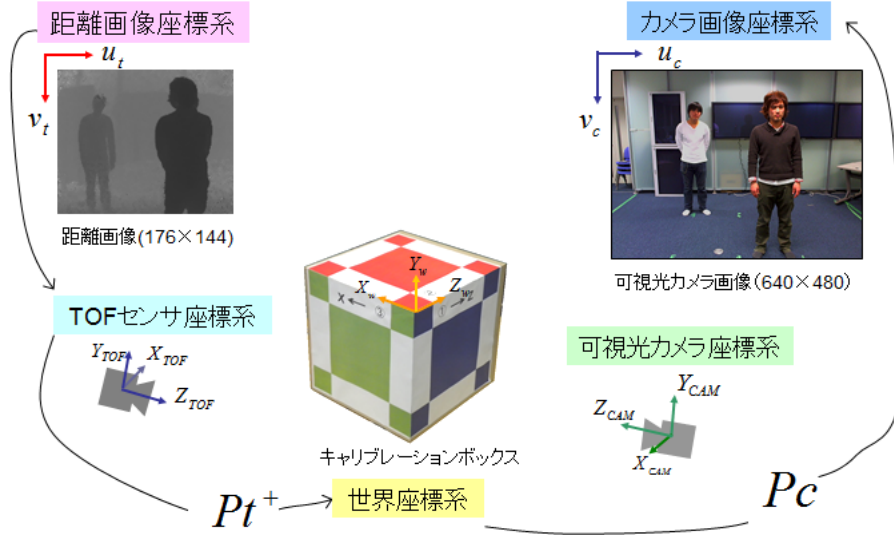 距離画像座標系
カメラ画像座標系
u_t
v_t
u_c
v_c
距離画像(176×144)
可視光カメラ画像(640×480)
TOFセンサ座標系
Y_TOF
X_TOF
Z_TOF
Y_w
X_w
Z_w
X
③
②
①
z
可視光カメラ座標系
Y_CAM
Z_CAM
X_CAM
キャリブレーションボックス
世界座標系
Pt^+
Pc